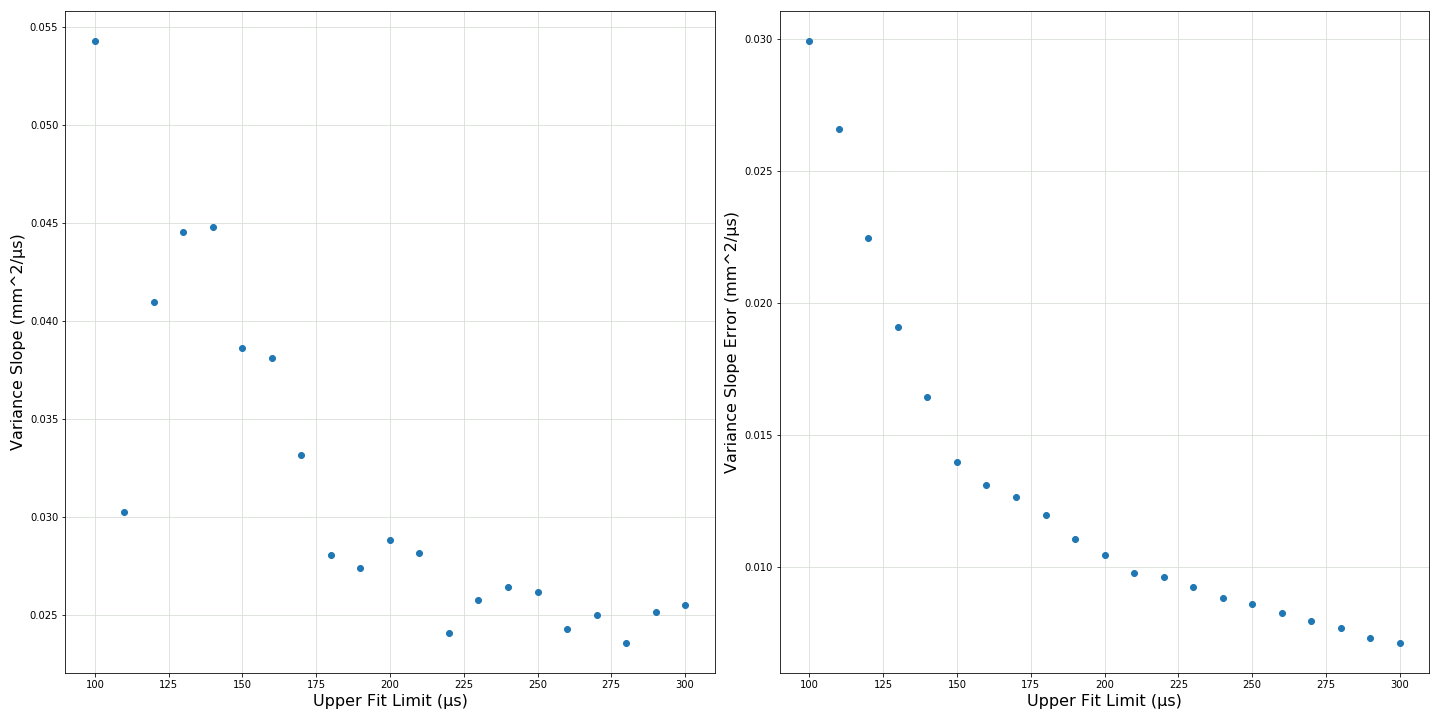 0.055
0.050
0.045
0.040
0.035
0.030
0.025
Variance Slope (mm^2/µs)
100 125 150 175 200 225 250 275 300
Upper Fit Limit (µs)
0.030
0.025
0.020
0.015
0.010
Variance Slope Error (mm^2/µs)
100 125 150 175 200 225 250 275 300
Upper Fit Limit (µs)